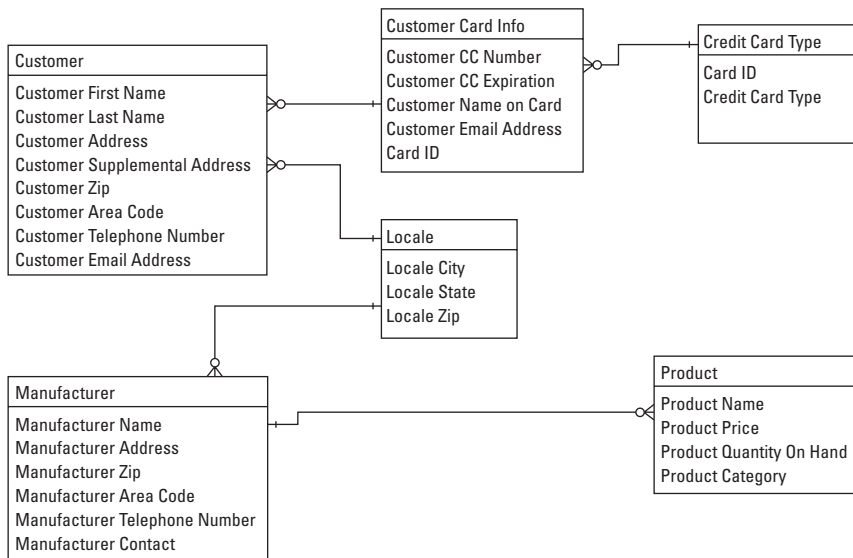 Customer
Customer First Name
Customer Last Name
Customer Address
Customer Supplemental Address
Customer Zip
Customer Area Code
Customer Telephone Number
Customer Email Address
Customer Card Info
Customer CC Number
Customer CC Expiration
Customer Name on Card
Customer Email Address
Card ID
Credit Card Type
Card ID
Credit Card Type
Locale
Locale City
Locale State
Locale Zip
Manufacturer
Manufacturer Name
Manufacturer Address
Manufacturer Zip
Manufacturer Area Code
Manufacturer Telephone Number
Manufacturer Contact
Product
Product Name
Product Price
Product Quantity On Hand
Product Category